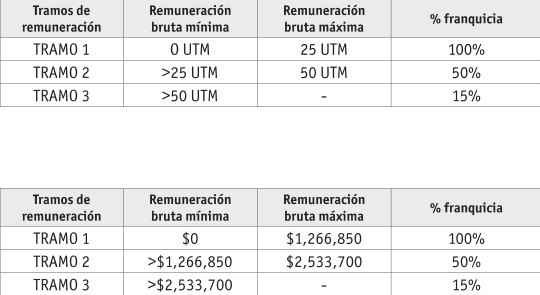 Tramos de remuneración Remuneración bruta mínima Remuneración bruta máxima % franquicia
TRAMO 1 0 UTM 25 UTM 100%
TRAMO 2 >25 UTM 50 UTM 50%
TRAMO 3 >50 UTM - 15%
Tramos de remuneración Remuneración bruta mínima Remuneración bruta máxima % franquicia
TRAMO 1 $0 $1,266,850 100%
TRAMO 2 >$1,266,850 $2,533,700 50%
TRAMO 3 >$2,533,700 - 15%